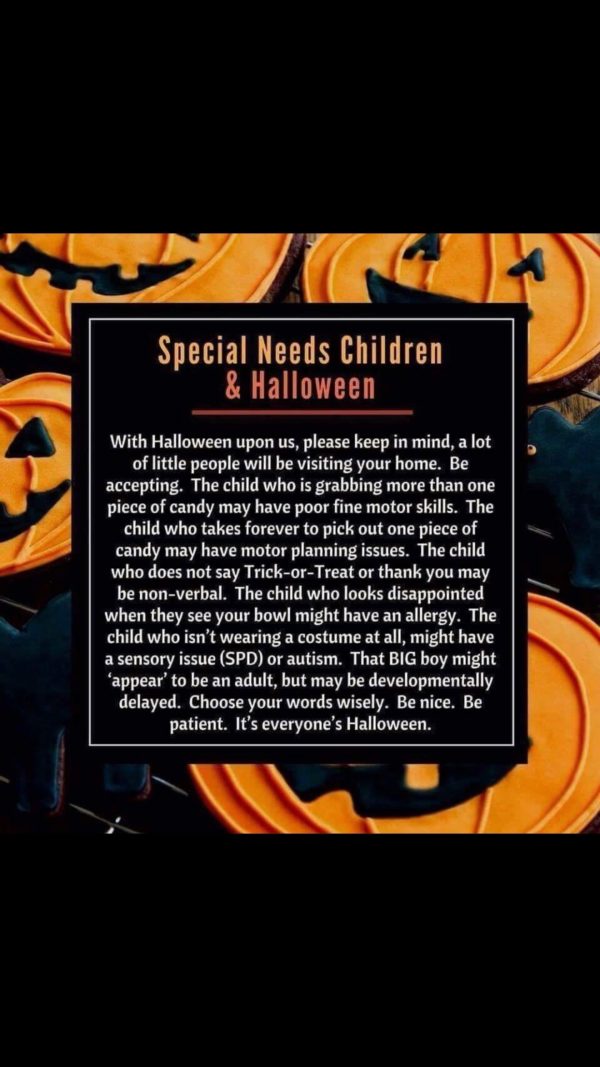 Special Needs Children
& Halloween
With Halloween upon us, please keep in mind, a lot
of little people will be visiting your home.  Be
accepting.  The child who is grabbing more than one
piece of candy may have poor fine motor skills.  The
child who takes forever to pick out one piece of
candy may have motor planning issues.  The child
who does not say Trick-or-Treat or thank you may
be non-verbal.  The child who looks disappointed
when they see your bowl might have an allergy.  The
child who isn’t wearing a costume at all, might have
a sensory issue (SPD) or autism.  That BIG boy might
‘appear’ to be an adult, but may be developmentally
delayed.  Choose your words wisely.  Be nice.  Be
patient.  It’s everyone’s Halloween.